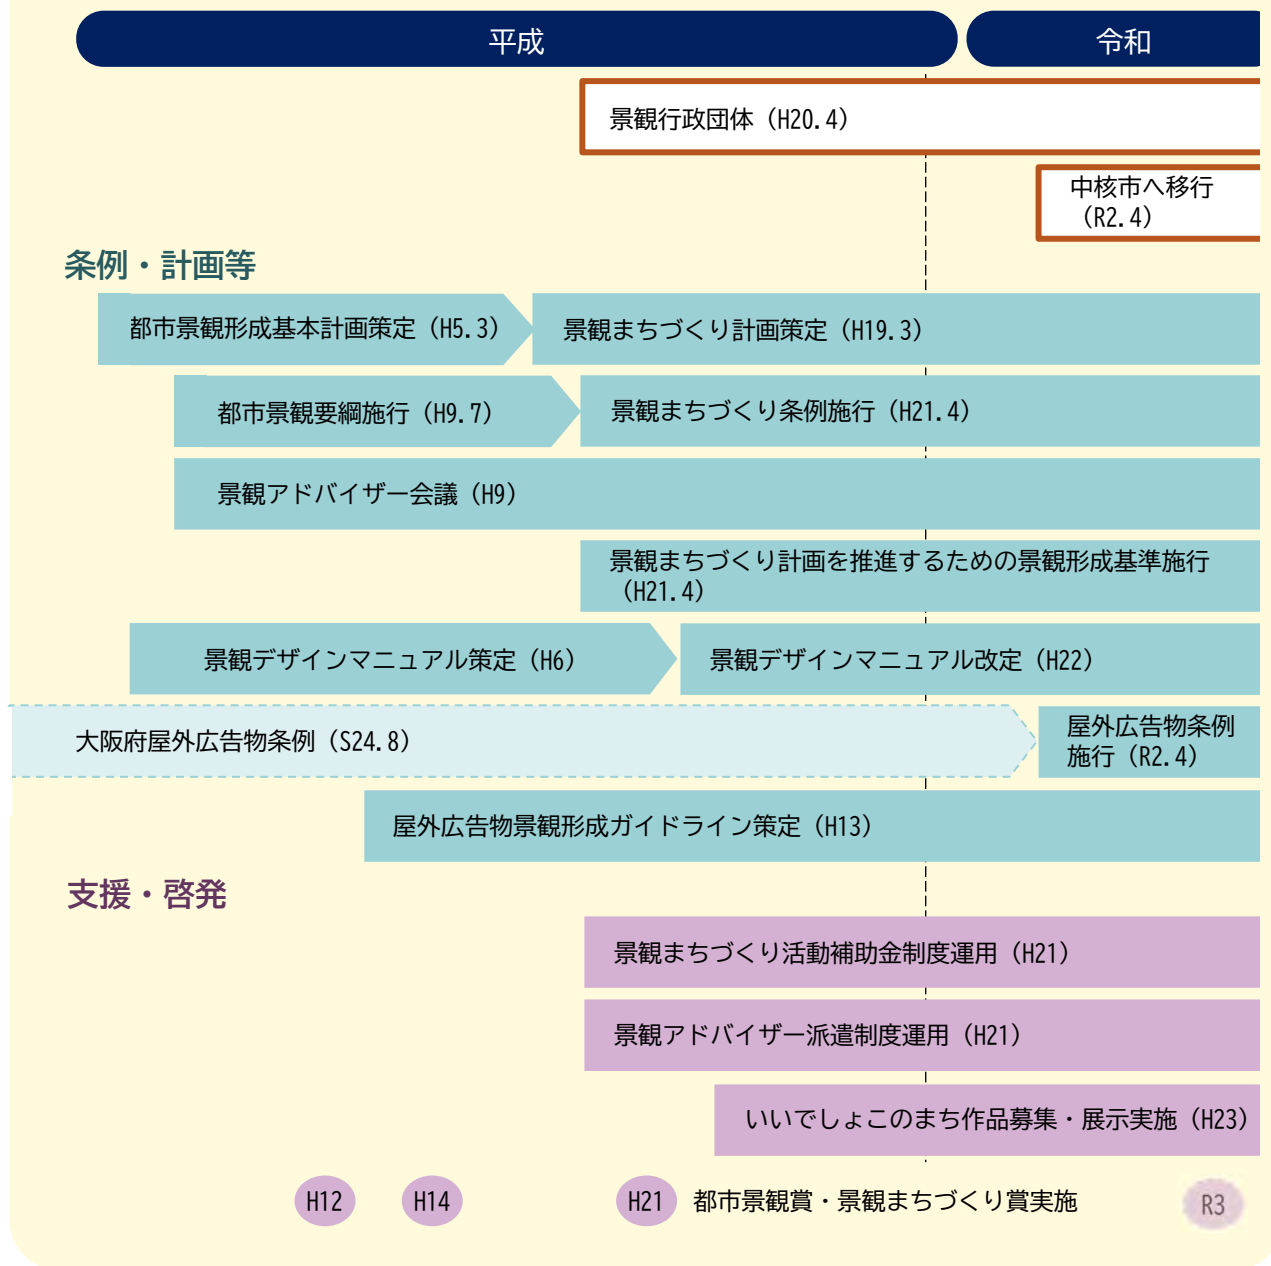 平成
令和
景観行政団体（H20.4）
中核市へ移行
（R2.4）
条例・計画等
都市景観形成基本計画策定（H5.3）
景観まちづくり計画策定（H19.3）
都市景観要綱施行（H9.7）
景観まちづくり条例施行（H21.4）
景観アドバイザー会議（H9）
景観まちづくり計画を推進するための景観形成基準施行
（H21.4）
景観デザインマニュアル策定（H6）
景観デザインマニュアル改定（H22）
大阪府屋外広告物条例（S24.8）
屋外広告物条例
施行（R2.4）
屋外広告物景観形成ガイドライン策定（H13）
支援・啓発
景観まちづくり活動補助金制度運用（H21）
景観アドバイザー派遣制度運用（H21）
いいでしょこのまち作品募集・展示実施（H23）
H12
H14
H21
都市景観賞・景観まちづくり賞実施
R3